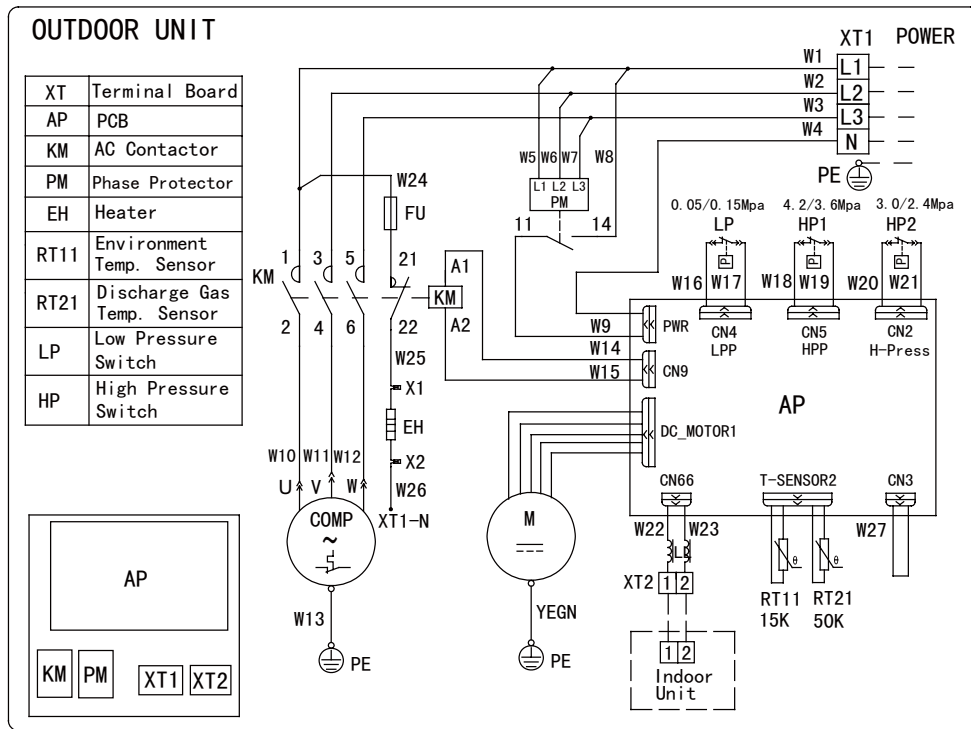 OUTDOOR UNIT
XT Terminal Board
AP PCB
KM AC Contactor
PM Phase Protector
EH Heater
RT11 Environment
Temp. Sensor
RT21 Discharge Gas
Temp. Sensor
LP Low Pressure
Switch
HP High Pressure
Switch
XT1 POWER
W1 L1
W2 L2
W3 L3
W4 N
PE
W5 W6 W7 W8
L1 L2 L3
PM
11 14
W24
FU
0.05/0.15Mpa 4.2/3.6Mpa 3.0/2.4Mpa
LP HP1 HP2
P P P
W16 W17 W18 W19 W20 W21
CN4 CN5 CN2
LPP HPP H-Press
KM 1 3 5 21
A1
KM
A2
2 4 6 22
W9 PWR
W14
W15 CN9
W25
X1
EH
X2
W26
XT1-N
AP
DC_MOTOR1
W10 W11 W12
U V W
COMP
~
W13
PE
M
YEGN
PE
CN66 T-SENSOR2 CN3
W22 W23 W27
XT2 1 2
θ θ
RT11 RT21
15K 50K
1 2
Indoor
Unit
AP
KM PM XT1 XT2